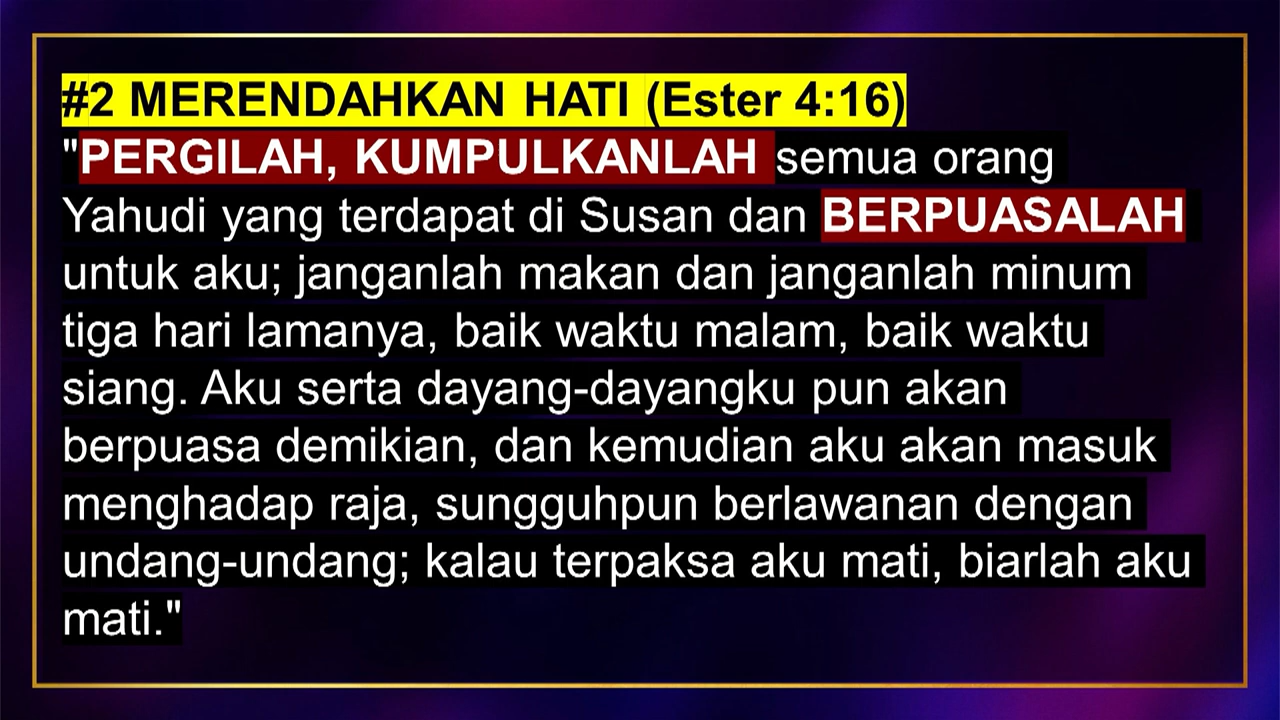 #2 MERENDAHKAN HATI (Ester 4:16)
"PERGILAH, KUMPULKANLAH semua orang
Yahudi yang terdapat di Susan dan BERPUASALAH
untuk aku; janganlah makan dan janganlah minum
tiga hari lamanya, baik waktu malam, baik waktu
siang. Aku serta dayang-dayangku pun akan
berpuasa demikian, dan kemudian aku akan masuk
menghadap raja, sungguhpun berlawanan dengan
undang-undang; kalau terpaksa aku mati, biarlah aku
mati."